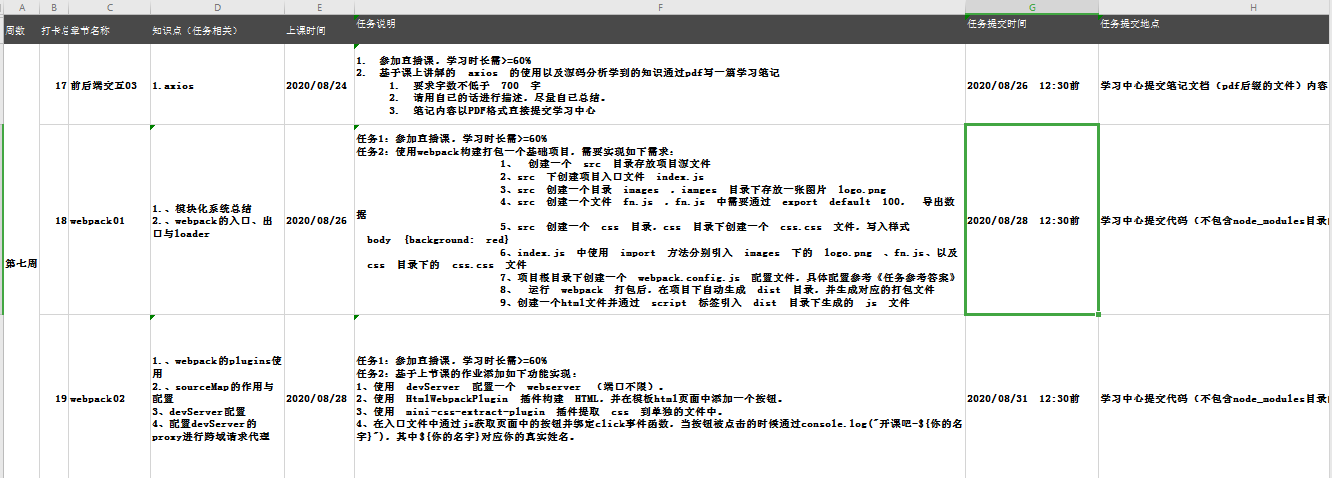 A B C D E F G H
周数 打卡总 章节名称 知识点（任务相关） 上课时间 任务说明 任务提交时间 任务提交地点
17 前后端交互03 1.axios 2020/08/24
1. 参加直播课，学习时长需>=60%
2. 基于课上讲解的 axios 的使用以及源码分析学到的知识通过pdf写一篇学习笔记
1. 要求字数不低于 700 字
2. 请用自已的话进行描述，尽量自已总结。
3. 笔记内容以PDF格式直接提交学习中心
2020/08/26 12:30前 学习中心提交笔记文档（pdf后缀的文件）内容
第七周
18 webpack01
1.、模块化系统总结
2.、webpack的入口、出
口与loader
2020/08/26
任务1：参加直播课，学习时长需>=60%
任务2：使用webpack构建打包一个基础项目，需要实现如下需求：
1、 创建一个 src 目录存放项目源文件
2、src 下创建项目入口文件 index.js
3、src 创建一个目录 images ，iamges 目录下存放一张图片 logo.png
4、src 创建一个文件 fn.js ，fn.js 中需要通过 export default 100， 导出数
据
5、src 创建一个 css 目录，css 目录下创建一个 css.css 文件，写入样式
body {background: red}
6、index.js 中使用 import 方法分别引入 images 下的 logo.png 、fn.js、以及
css 目录下的 css.css 文件
7、项目根目录下创建一个 webpack.config.js 配置文件，具体配置参考《任务参考答案》
8、 运行 webpack 打包后，在项目下自动生成 dist 目录，并生成对应的打包文件
9、创建一个html文件并通过 script 标签引入 dist 目录下生成的 js 文件
2020/08/28 12:30前 学习中心提交代码（不包含node_modules目录
19 webpack02
1.、webpack的plugins使
用
2.、sourceMap的作用与
配置
3、devServer配置
4、配置devServer的
proxy进行跨域请求代理
2020/08/28
任务1：参加直播课，学习时长需>=60%
任务2：基于上节课的作业添加如下功能实现：
1、使用 devServer 配置一个 webserver （端口不限）。
2、使用 HtmlWebpackPlugin 插件构建 HTML，并在模板html页面中添加一个按钮。
3、使用 mini-css-extract-plugin 插件提取 css 到单独的文件中。
4、在入口文件中通过js获取页面中的按钮并绑定click事件函数，当按钮被点击的时候通过console.log("开课吧-${你的名
字}")，其中${你的名字}对应你的真实姓名。
2020/08/31 12:30前 学习中心提交代码（不包含node_modules目录